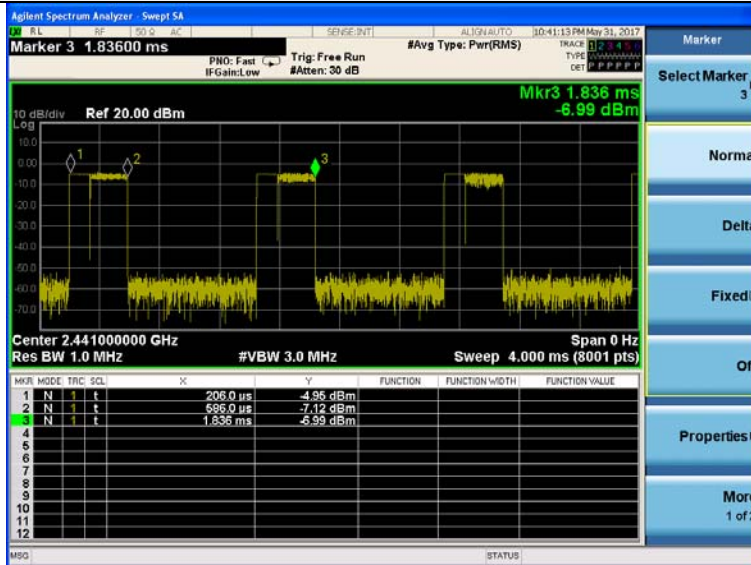 Agilent Spectrum Analyzer - Swept SA
RL RF 50 Ω AC SENSE:INT ALIGNAUTO 10:41:13 PM May 31, 2017
Marker 3 1.83600 ms
PNO: Fast
IFGain:Low
Trig: Free Run
#Atten: 30 dB
#Avg Type: Pwr(RMS)
TRACE 1 2 3 4 5 6
TYPE
DET P P P P P P
Mkr3 1.836 ms
-6.99 dBm
10 dB/div Ref 20.00 dBm
Log
10.0
0.00
-10.0
-20.0
-30.0
-40.0
-50.0
-60.0
-70.0
1
2
3
Center 2.441000000 GHz Span 0 Hz
Res BW 1.0 MHz #VBW 3.0 MHz Sweep 4.000 ms (8001 pts)
MKR MODE TRC SCL X Y FUNCTION FUNCTION WIDTH FUNCTION VALUE
1 N 1 t 206.0 µs -4.95 dBm
2 N 1 t 596.0 µs -7.12 dBm
3 N 1 t 1.836 ms -6.99 dBm
4
5
6
7
8
9
10
11
12
MSG STATUS
Marker
Select Marker
3
Norma
Delta
Fixed
Of
Properties
More
1 of 2